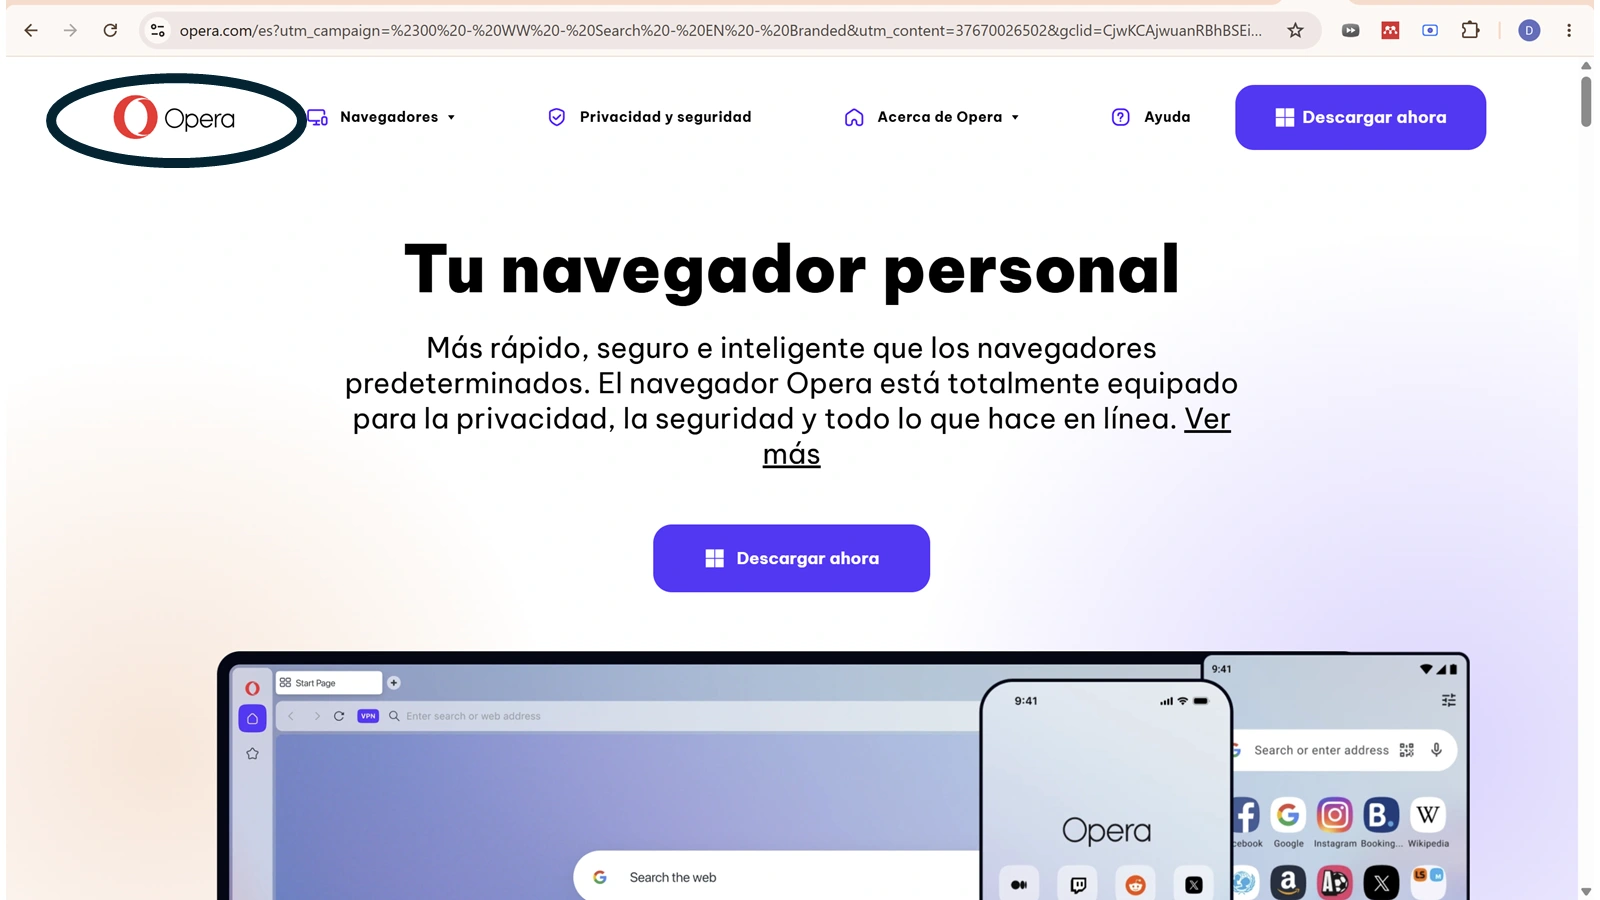 opera.com/es?utm_campaign=%2300%20-%20WW%20-%20Search%20-%20EN%20-%20Branded&utm_content=37670026502&gclid=CjwKCAjwuanRBhBSEi...
D
Opera
Navegadores
Privacidad y seguridad
Acerca de Opera
Ayuda
Descargar ahora
Tu navegador personal
Más rápido, seguro e inteligente que los navegadores
predeterminados. El navegador Opera está totalmente equipado
para la privacidad, la seguridad y todo lo que hace en línea. Ver
más
Descargar ahora
Start Page
VPN
Enter search or web address
Search the web
9:41
Opera
9:41
Search or enter address
cebook
Google
Instagram
Booking...
Wikipedia